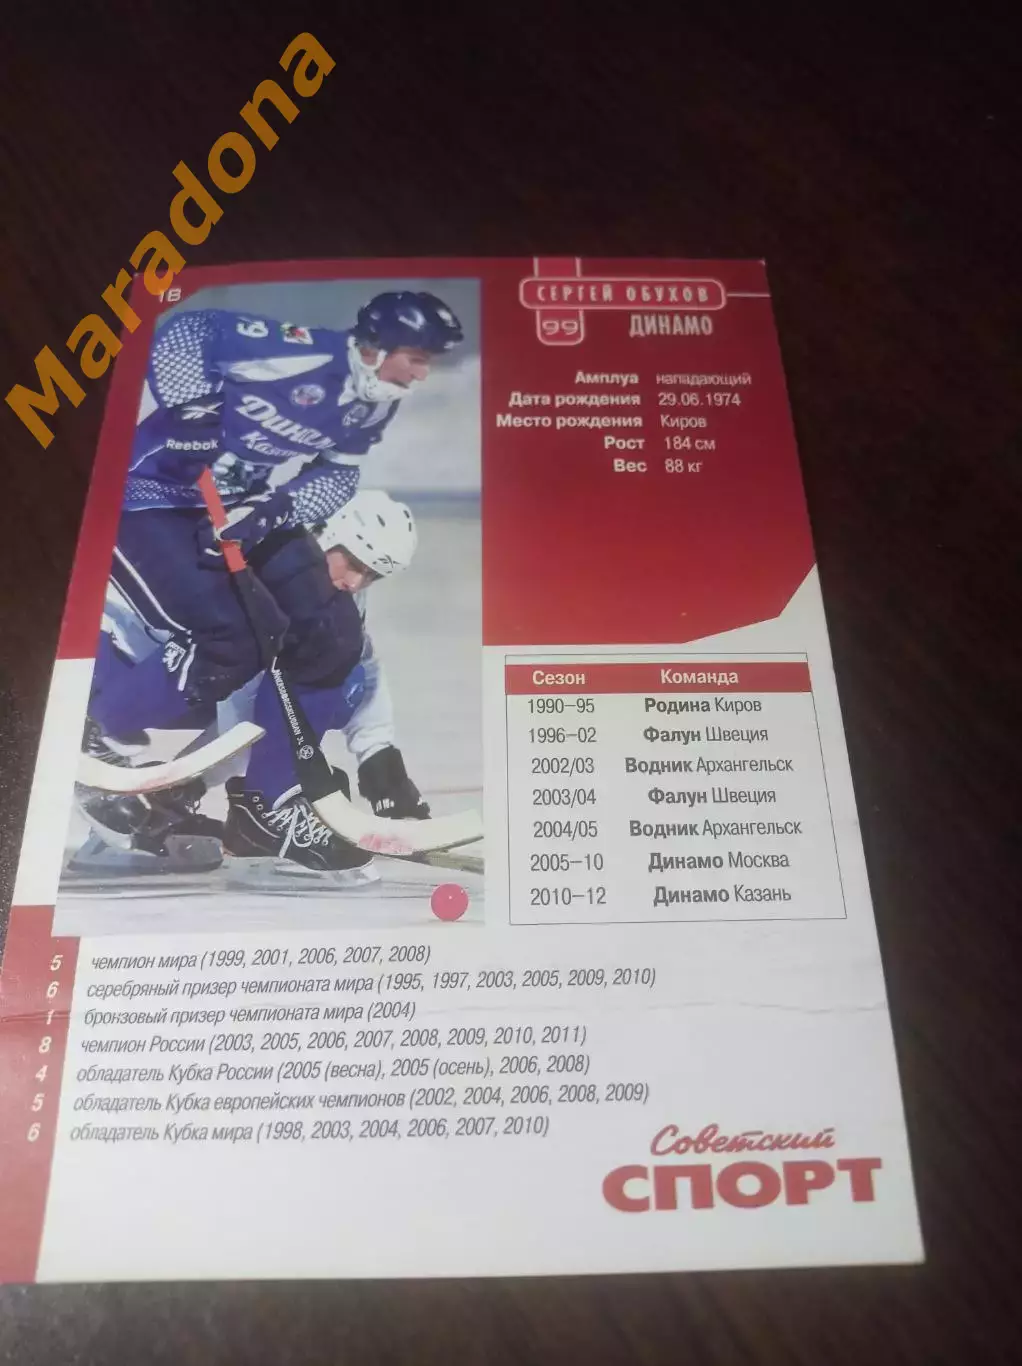 Maradona
18
СЕРГЕЙ ОБУХОВ
99 ДИНАМО
Амплуа нападающий
Дата рождения 29.06.1974
Место рождения Киров
Рост 184 см
Вес 88 кг
Reebok
Динамо
Казань
Сезон Команда
1990–95 Родина Киров
1996–02 Фалун Швеция
2002/03 Водник Архангельск
2003/04 Фалун Швеция
2004/05 Водник Архангельск
2005–10 Динамо Москва
2010–12 Динамо Казань
5 чемпион мира (1999, 2001, 2006, 2007, 2008)
6 серебряный призер чемпионата мира (1995, 1997, 2003, 2005, 2009, 2010)
1 бронзовый призер чемпионата мира (2004)
8 чемпион России (2003, 2005, 2006, 2007, 2008, 2009, 2010, 2011)
4 обладатель Кубка России (2005 (весна), 2005 (осень), 2006, 2008)
5 обладатель Кубка европейских чемпионов (2002, 2004, 2006, 2008, 2009)
6 обладатель Кубка мира (1998, 2003, 2004, 2006, 2007, 2010)
Советский
СПОРТ